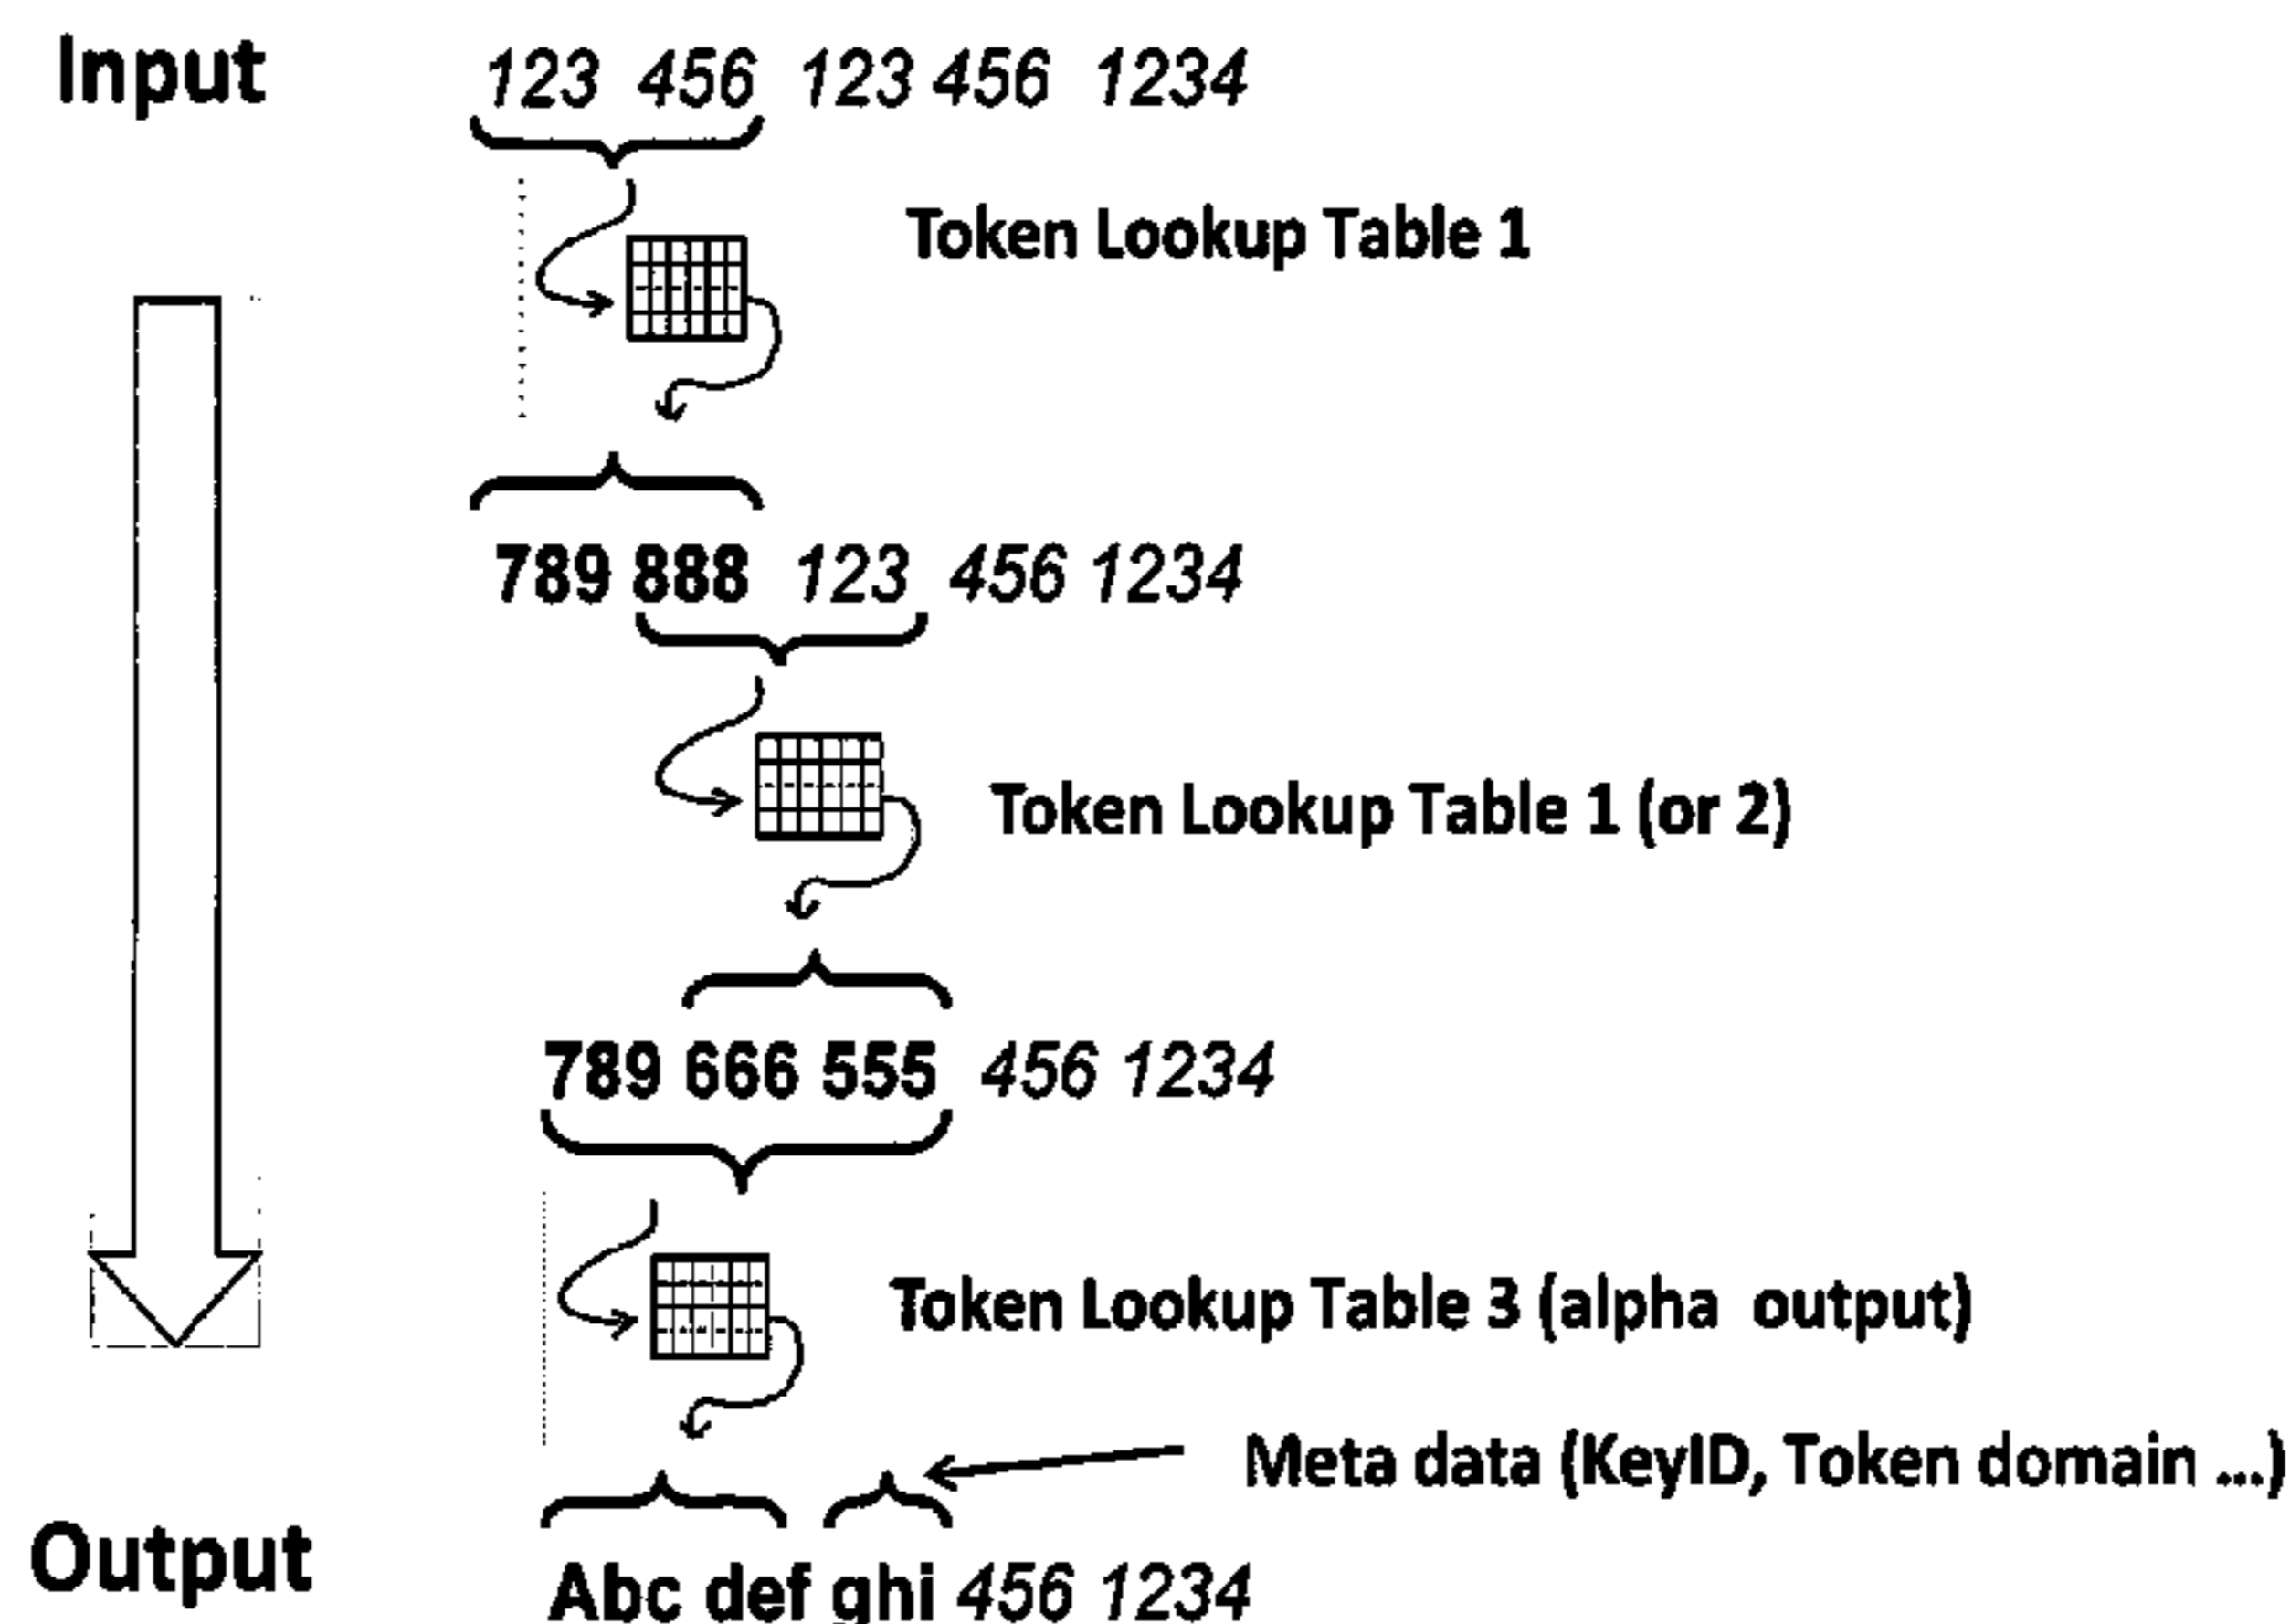 Input 123 456 123 456 1234
Token Lookup Table 1
789 888 123 456 1234
Token Lookup Table 1 (or 2)
789 666 555 456 1234
Token Lookup Table 3 (alpha output)
Meta data (KeyID, Token domain ...)
Output Abc def ghi 456 1234